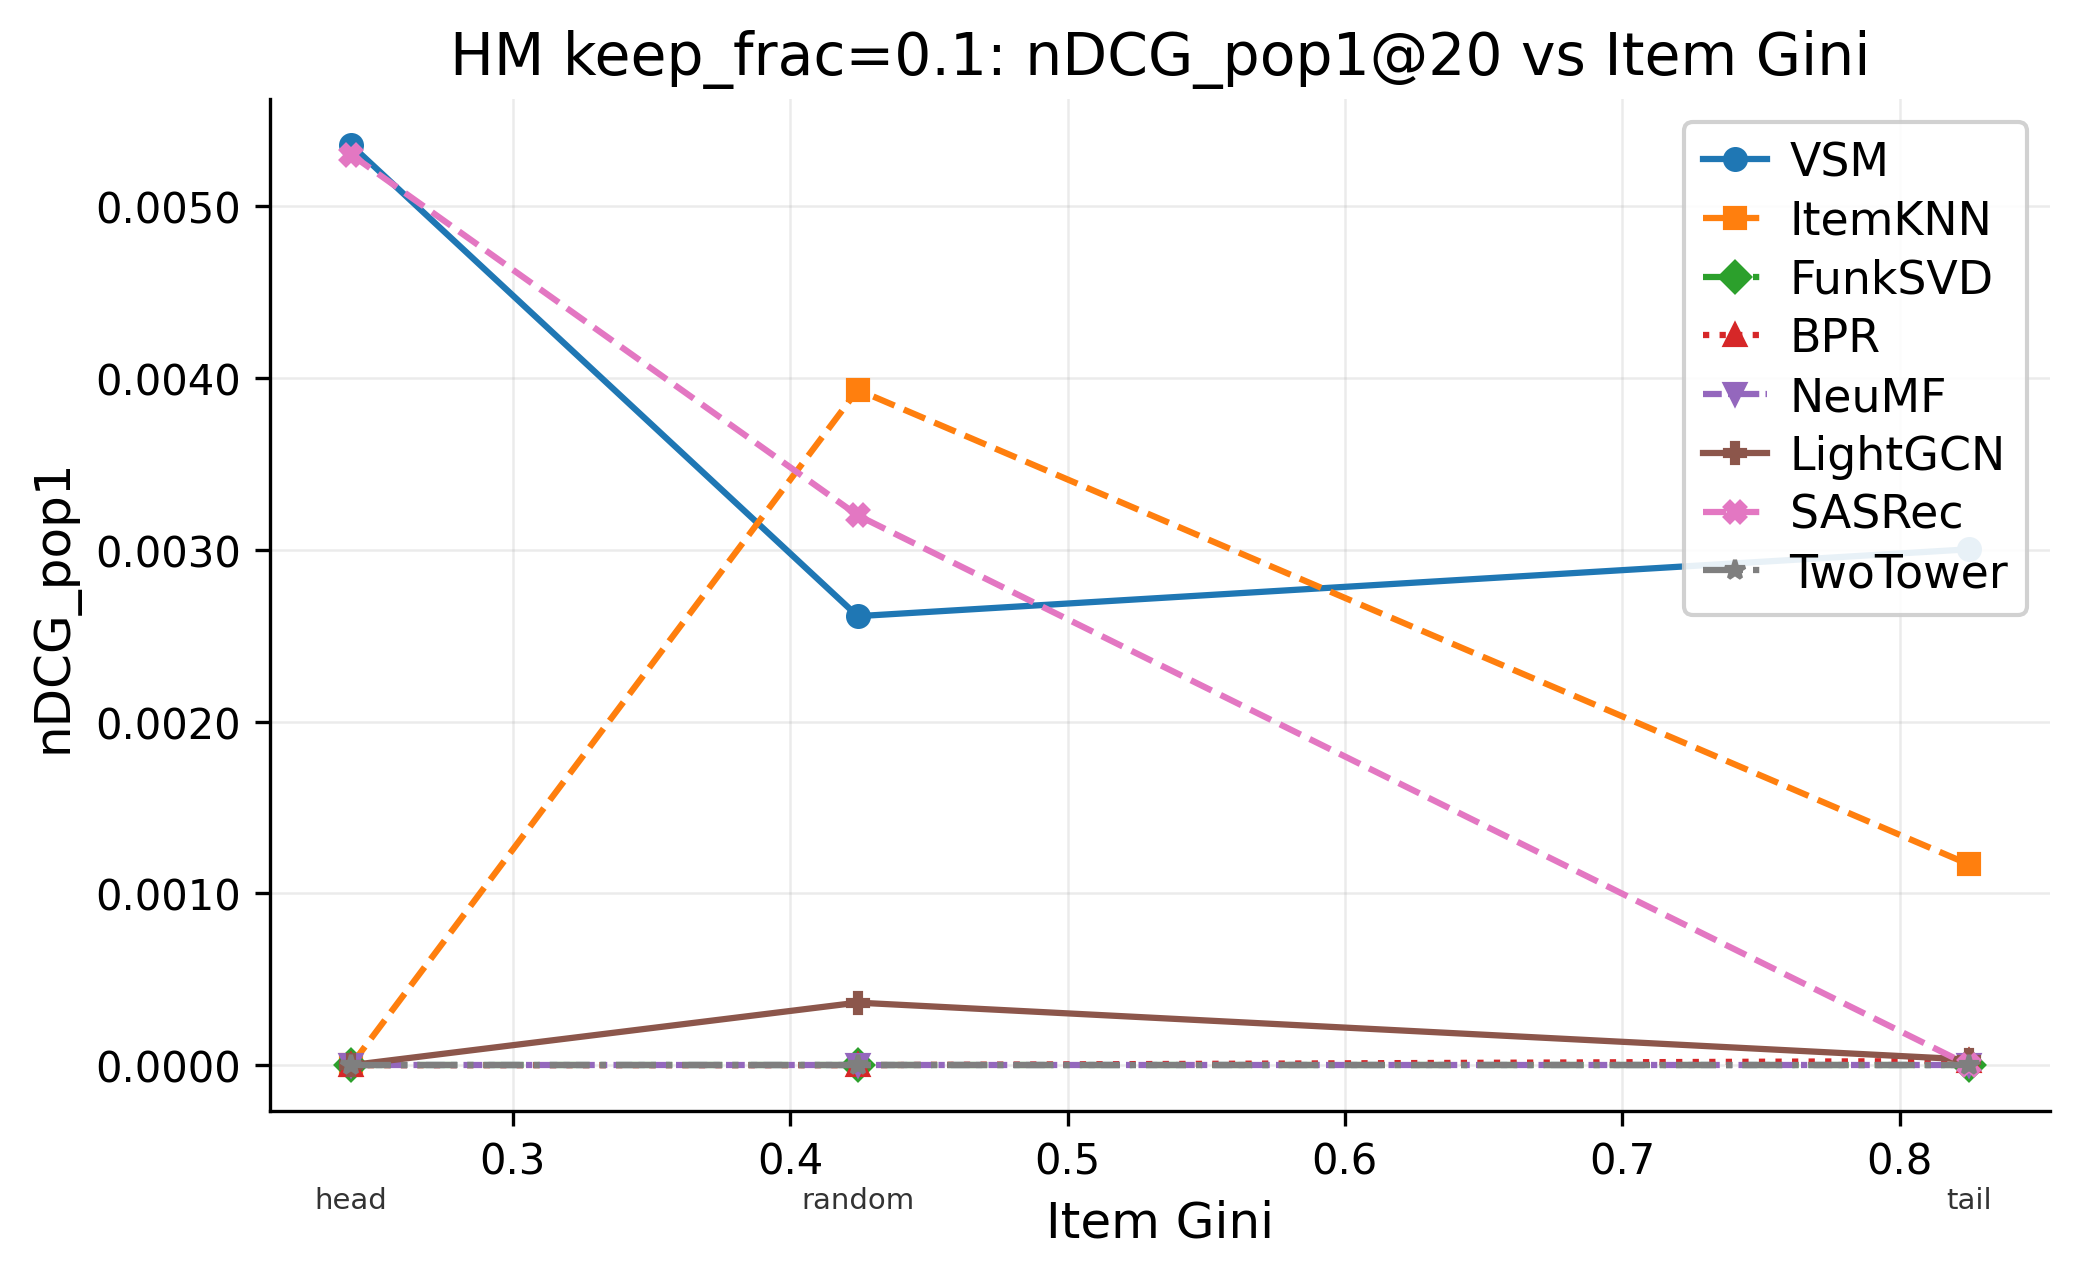 HM keep_frac=0.1: nDCG_pop1@20 vs Item Gini
nDCG_pop1
0.0050
0.0040
0.0030
0.0020
0.0010
0.0000
VSM
ItemKNN
FunkSVD
BPR
NeuMF
LightGCN
SASRec
TwoTower
0.3
0.4
0.5
0.6
0.7
0.8
head
random
tail
Item Gini